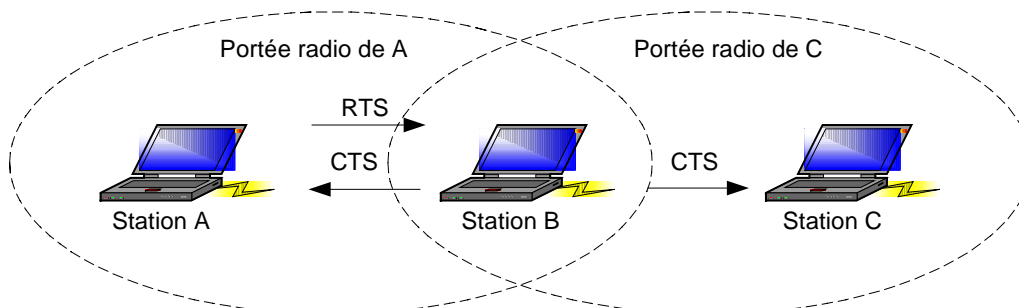 Portée radio de A
Portée radio de C
RTS
CTS
CTS
Station A
Station B
Station C